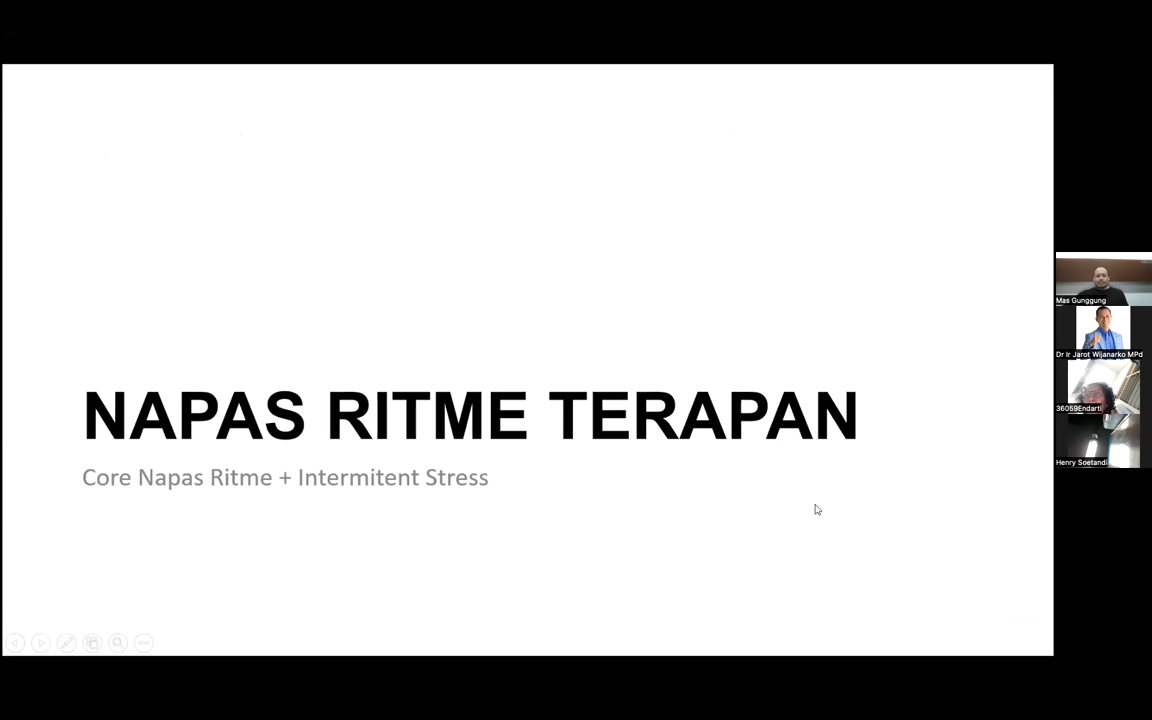 NAPAS RITME TERAPAN
Core Napas Ritme + Intermitent Stress
Mas Gunggung
Dr Ir Jarot Wijanarko MPd
36059Endarti
Henry Soetandi